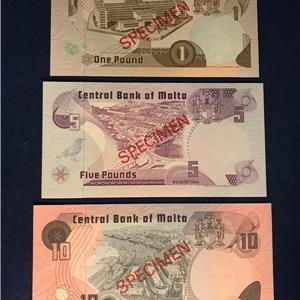 SPECIMEN
One Pound
1
Central Bank of Malta
5
SPECIMEN
5
Five Pounds
Central Bank of Malta
10
SPECIMEN
10
10